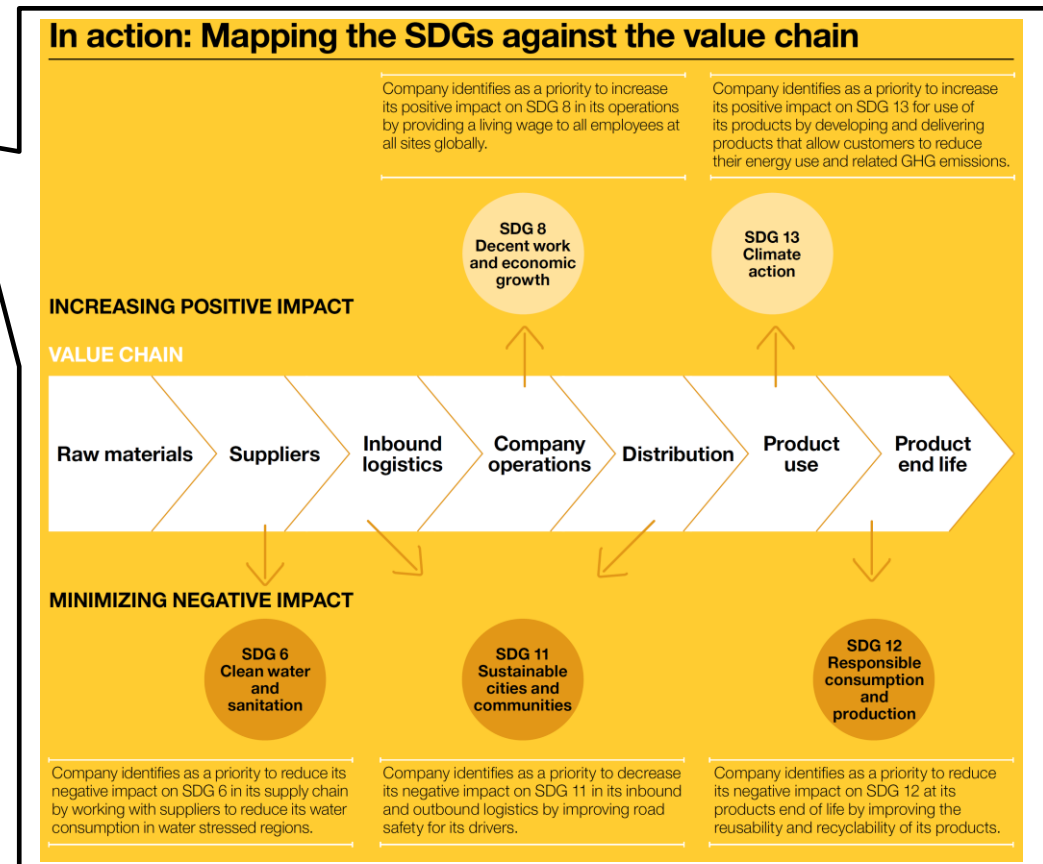 In action: Mapping the SDGs against the value chain
Company identifies as a priority to increase
its positive impact on SDG 8 in its operations
by providing a living wage to all employees at
all sites globally.
Company identifies as a priority to increase
its positive impact on SDG 13 for use of
its products by developing and delivering
products that allow customers to reduce
their energy use and related GHG emissions.
SDG 8
Decent work
and economic
growth
SDG 13
Climate
action
INCREASING POSITIVE IMPACT
VALUE CHAIN
Raw materials
Suppliers
Inbound
logistics
Company
operations
Distribution
Product
use
Product
end life
MINIMIZING NEGATIVE IMPACT
SDG 6
Clean water
and
sanitation
SDG 11
Sustainable
cities and
communities
SDG 12
Responsible
consumption
and
production
Company identifies as a priority to reduce its
negative impact on SDG 6 in its supply chain
by working with suppliers to reduce its water
consumption in water stressed regions.
Company identifies as a priority to decrease
its negative impact on SDG 11 in its inbound
and outbound logistics by improving road
safety for its drivers.
Company identifies as a priority to reduce
its negative impact on SDG 12 at its
products end of life by improving the
reusability and recyclability of its products.